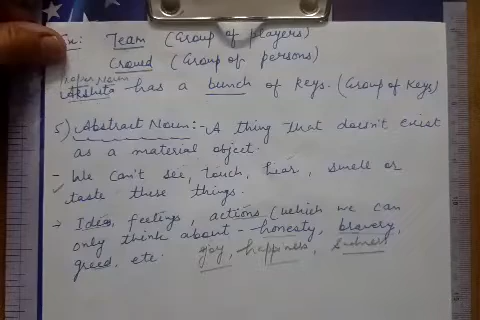 Ex: Team (Group of players)
Crowd (Group of persons)
Proper Noun
Akshita has a bunch of keys. (Group of Keys)
5) Abstract Noun:- A thing that doesn't exist
as a material object.
- We can't see, touch, hear, smell or
taste these things.
→ Ideas, feelings, actions (which we can
only think about - honesty, bravery,
greed, etc. joy, happiness, sadness